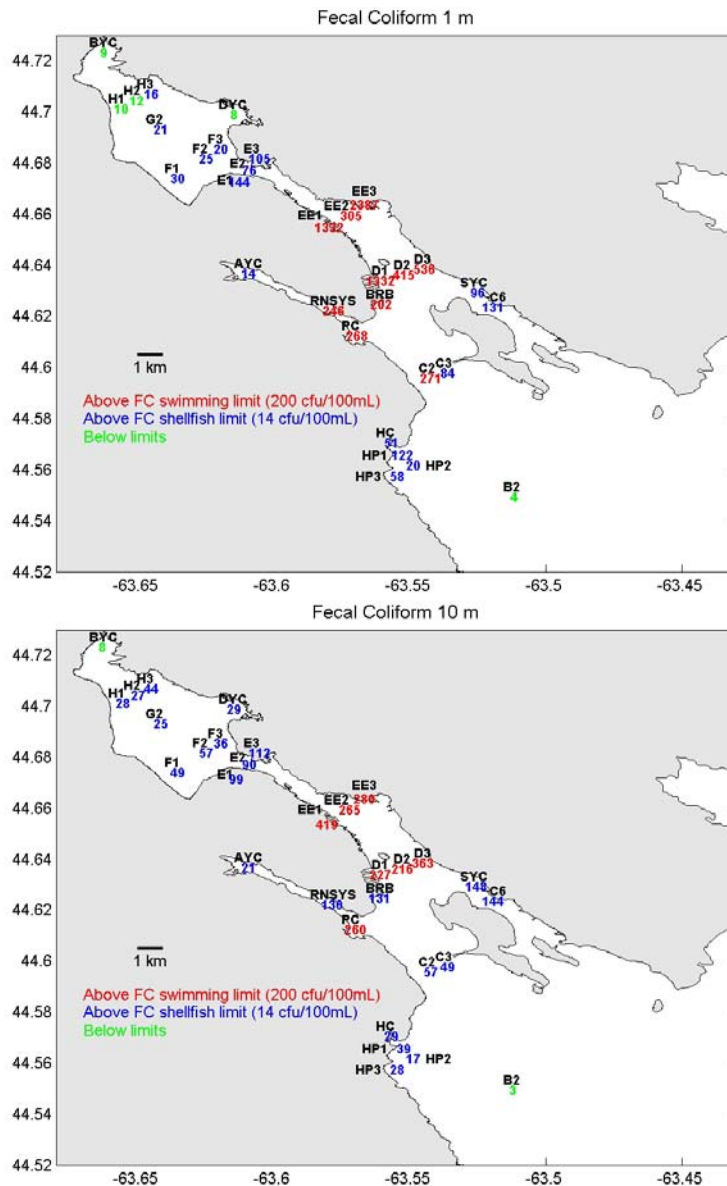 Fecal Coliform 1 m
44.72
44.7
44.68
44.66
44.64
44.62
44.6
44.58
44.56
44.54
44.52
BYC
9
H3
H2 16
H1 12
10
DYC
8
G2
21
F3
F2 20
25
E3
105
E2
76
F1
30
E1 144
EE3
2387
EE2
305
EE1
1332
AYC
14
D3
D2 530
D1 415
1332
SYC
96 C6
131
RNSYS BRB
246 202
PC
268
1 km
C3
C2 84
271
Above FC swimming limit (200 cfu/100mL)
Above FC shellfish limit (14 cfu/100mL)
Below limits
HC
51
HP1 122
20 HP2
HP3 58
B2
4
-63.65 -63.6 -63.55 -63.5 -63.45
Fecal Coliform 10 m
44.72
44.7
44.68
44.66
44.64
44.62
44.6
44.58
44.56
44.54
44.52
BYC
8
H3
H2 44
H1 27
28
DYC
29
G2
25
F3
F2 36
57
E3
112
E2
90
F1
49
E1
99
EE3
280
EE2
265
EE1
419
AYC
21
D3
D2 363
D1 216
227
SYC
148 C6
144
RNSYS BRB
130 131
PC
260
1 km
C3
C2 49
57
Above FC swimming limit (200 cfu/100mL)
Above FC shellfish limit (14 cfu/100mL)
Below limits
HC
29
HP1 39
17 HP2
HP3 28
B2
3
-63.65 -63.6 -63.55 -63.5 -63.45